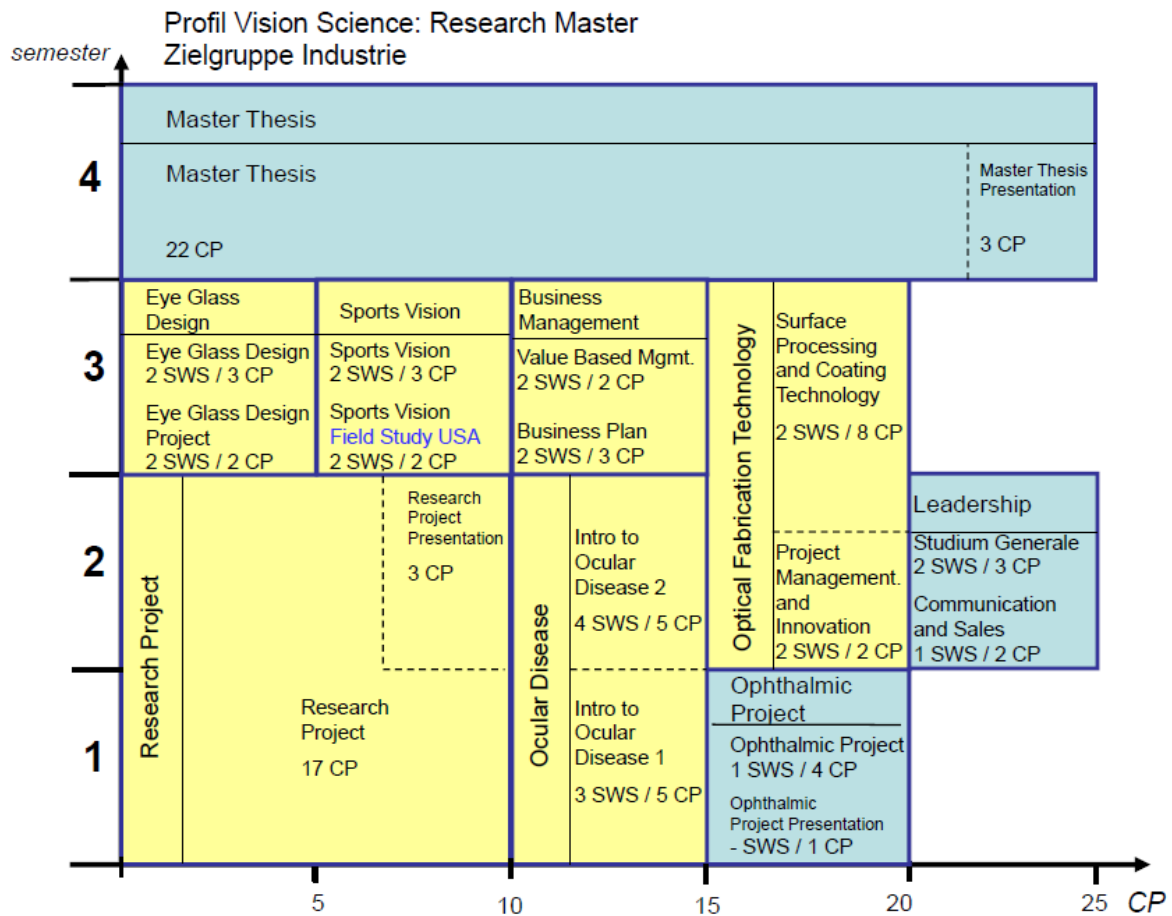 Profil Vision Science: Research Master
Zielgruppe Industrie
semester
4
Master Thesis
Master Thesis
22 CP
Master Thesis
Presentation
3 CP
3
Eye Glass
Design
Eye Glass Design
2 SWS / 3 CP
Eye Glass Design
Project
2 SWS / 2 CP
Sports Vision
Sports Vision
2 SWS / 3 CP
Sports Vision
Field Study USA
2 SWS / 2 CP
Business
Management
Value Based Mgmt.
2 SWS / 2 CP
Business Plan
2 SWS / 3 CP
Optical Fabrication Technology
Surface
Processing
and Coating
Technology
2 SWS / 8 CP
2
Research Project
Research
Project
Presentation
3 CP
Ocular Disease
Intro to
Ocular
Disease 2
4 SWS / 5 CP
Project
Management.
and
Innovation
2 SWS / 2 CP
Leadership
Studium Generale
2 SWS / 3 CP
Communication
and Sales
1 SWS / 2 CP
1
Research
Project
17 CP
Intro to
Ocular
Disease 1
3 SWS / 5 CP
Ophthalmic
Project
Ophthalmic Project
1 SWS / 4 CP
Ophthalmic
Project Presentation
- SWS / 1 CP
5
10
15
20
25
CP